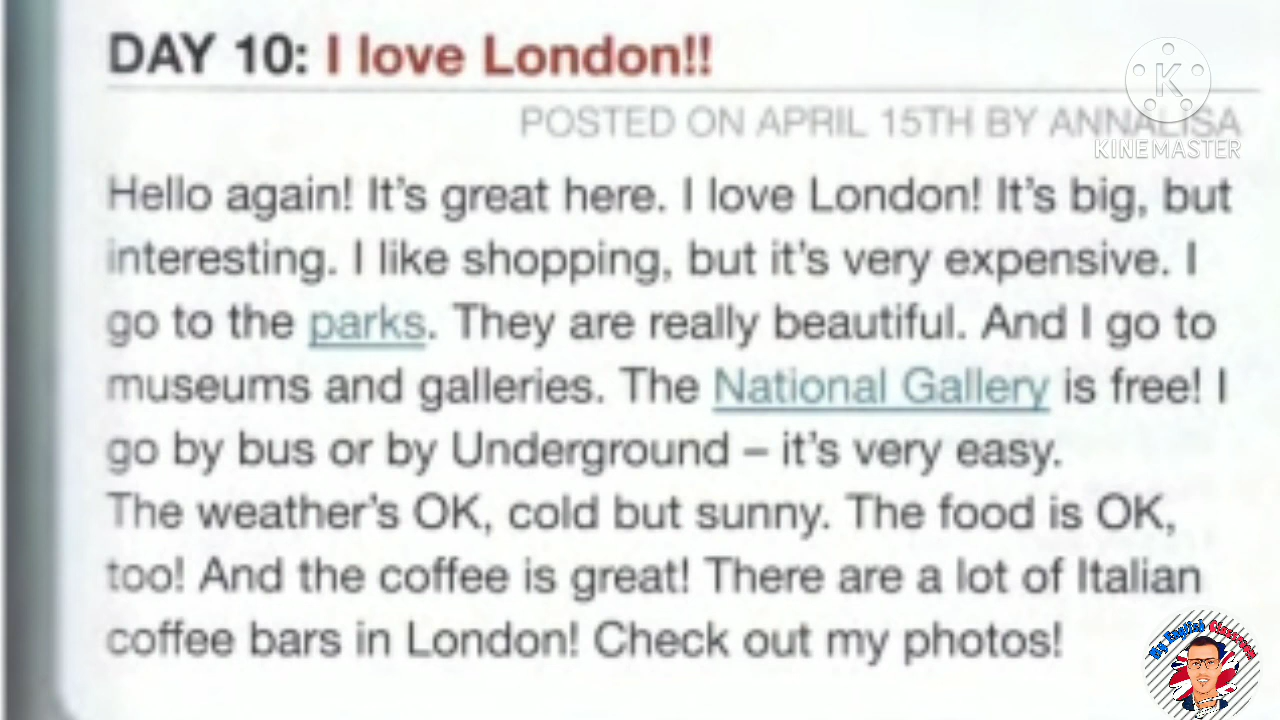 DAY 10: I love London!!
POSTED ON APRIL 15TH BY ANNALISA
KINEMASTER
Hello again! It's great here. I love London! It's big, but
interesting. I like shopping, but it's very expensive. I
go to the parks. They are really beautiful. And I go to
museums and galleries. The National Gallery is free! I
go by bus or by Underground – it's very easy.
The weather's OK, cold but sunny. The food is OK,
too! And the coffee is great! There are a lot of Italian
coffee bars in London! Check out my photos!
My English Classroom